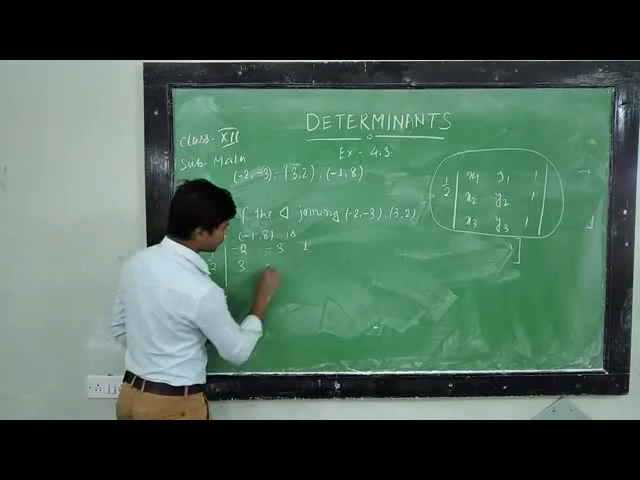 DETERMINANTS
Class - XII
Ex - 4.3
Sub - Math
(-2,-3), (3,2), (-1,8)
the Δ joining (-2,-3), (3,2)
(-1,8) is
-2 -3 1
2 3
1/2 | x₁ y₁ 1 |
x₂ y₂ 1
x₃ y₃ 1